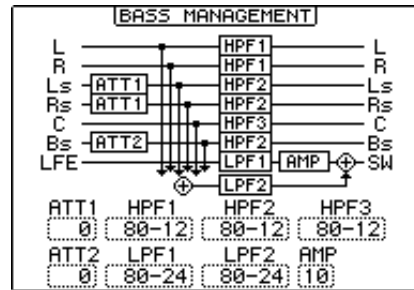 BASS MANAGEMENT
L HPF1 L
R HPF1 R
Ls ATT1 HPF2 Ls
Rs ATT1 HPF2 Rs
C HPF3 C
Bs ATT2 HPF2 Bs
LFE LPF1 AMP SW
LPF2
ATT1 HPF1 HPF2 HPF3
0 80-12 80-12 80-12
ATT2 LPF1 LPF2 AMP
0 80-24 80-24 10